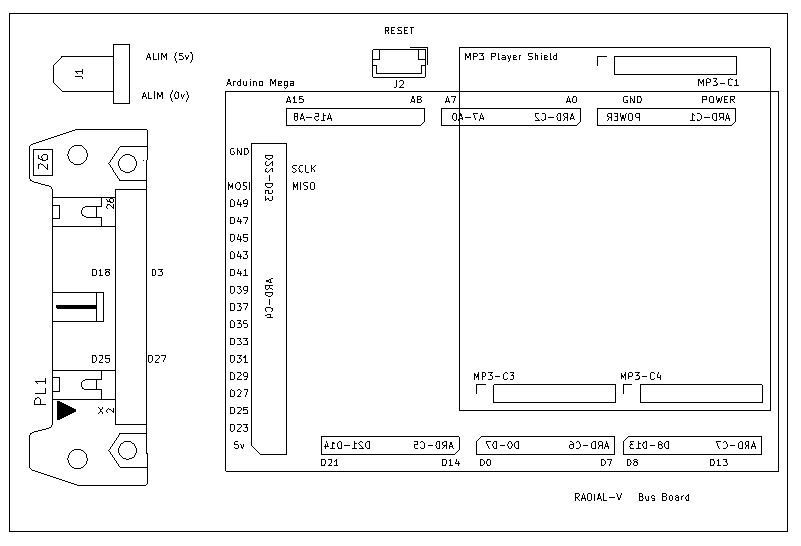 RESET
J2
J1
ALIM (5v)
ALIM (0v)
MP3 Player Shield
MP3-C1
Arduino Mega
A15
A8
A7
A0
GND
POWER
A15-A8
A7-A0
ARD-C2
POWER
ARD-C1
26
26
GND
D22-D53
SCLK
MOSI
MISO
D49
D47
D45
D43
D41
D39
D37
D35
D33
D31
D29
D27
D25
D23
5v
ARD-C4
D18
D3
D25
D27
PL1
X
2
MP3-C3
MP3-C4
D21-D14
ARD-C5
D0-D7
ARD-C6
D8-D13
ARD-C7
D21
D14
D0
D7
D8
D13
RADIAL-V Bus Board